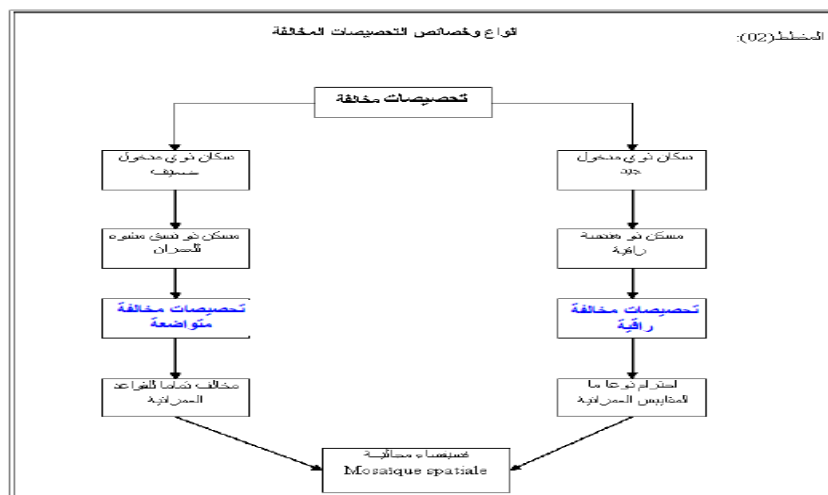 المخطط(02):
انواع وخصائص التحصيصات المخالفة
تحصيصات مخالفة
سكان ذوي مدخول
جيد
سكان ذوي مدخول
ضعيف
مسكن ذو هندسة
راقية
مسكن ذو نسق مشوه
للعمران
تحصيصات مخالفة
راقية
تحصيصات مخالفة
متواضعة
احترام نوعا ما
المقاييس العمرانية
مخالف تماما للقواعد
العمرانية
فسيفساء مجالية
Mosaique spatiale